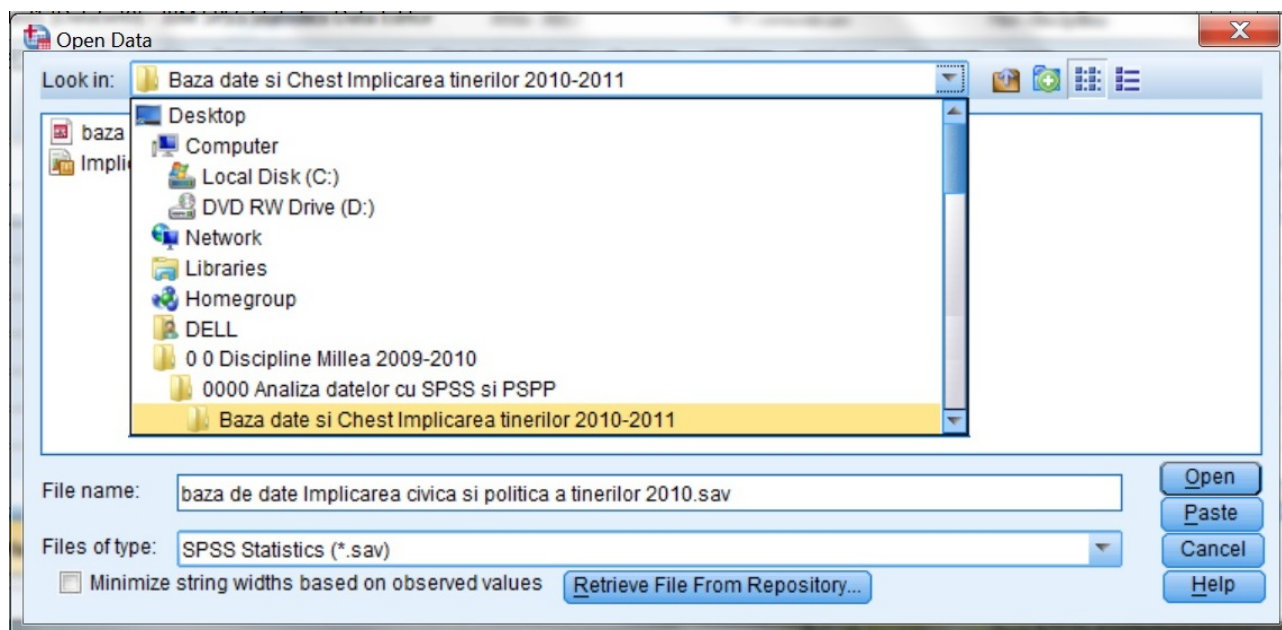 Open Data
Look in: Baza date si Chest Implicarea tinerilor 2010-2011
baza
Desktop
Computer
Local Disk (C:)
DVD RW Drive (D:)
Network
Libraries
Homegroup
DELL
0 0 Discipline Millea 2009-2010
0000 Analiza datelor cu SPSS si PSPP
Baza date si Chest Implicarea tinerilor 2010-2011
File name: baza de date Implicarea civica si politica a tinerilor 2010.sav
Open
Paste
Files of type: SPSS Statistics (*.sav)
Cancel
Minimize string widths based on observed values Retrieve File From Repository...
Help